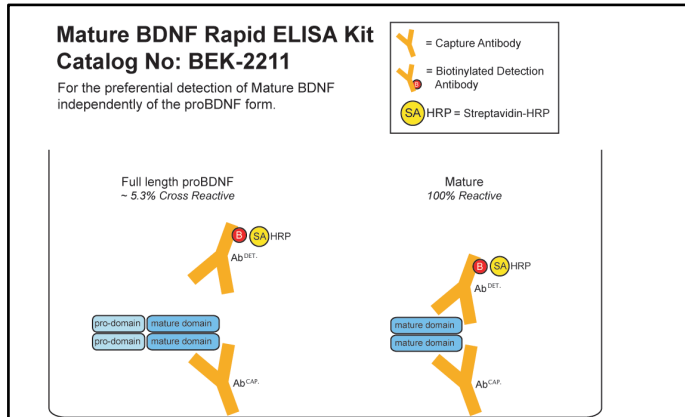 Mature BDNF Rapid ELISA Kit
Catalog No: BEK-2211
For the preferential detection of Mature BDNF
independently of the proBDNF form.
= Capture Antibody
= Biotinylated Detection
Antibody
B
SA HRP = Streptavidin-HRP
Full length proBDNF
~ 5.3% Cross Reactive
B SA HRP
Ab DET.
pro-domain mature domain
pro-domain mature domain
Ab CAP.
Mature
100% Reactive
B SA HRP
Ab DET.
mature domain
mature domain
Ab CAP.